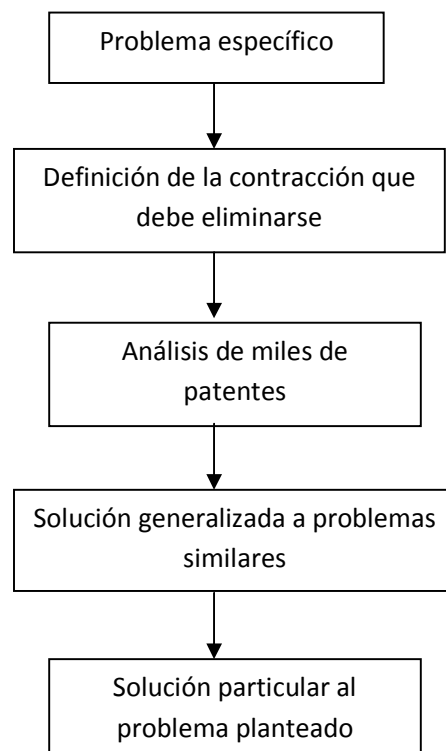 Problema específico
Definición de la contracción que
debe eliminarse
Análisis de miles de
patentes
Solución generalizada a problemas
similares
Solución particular al
problema planteado